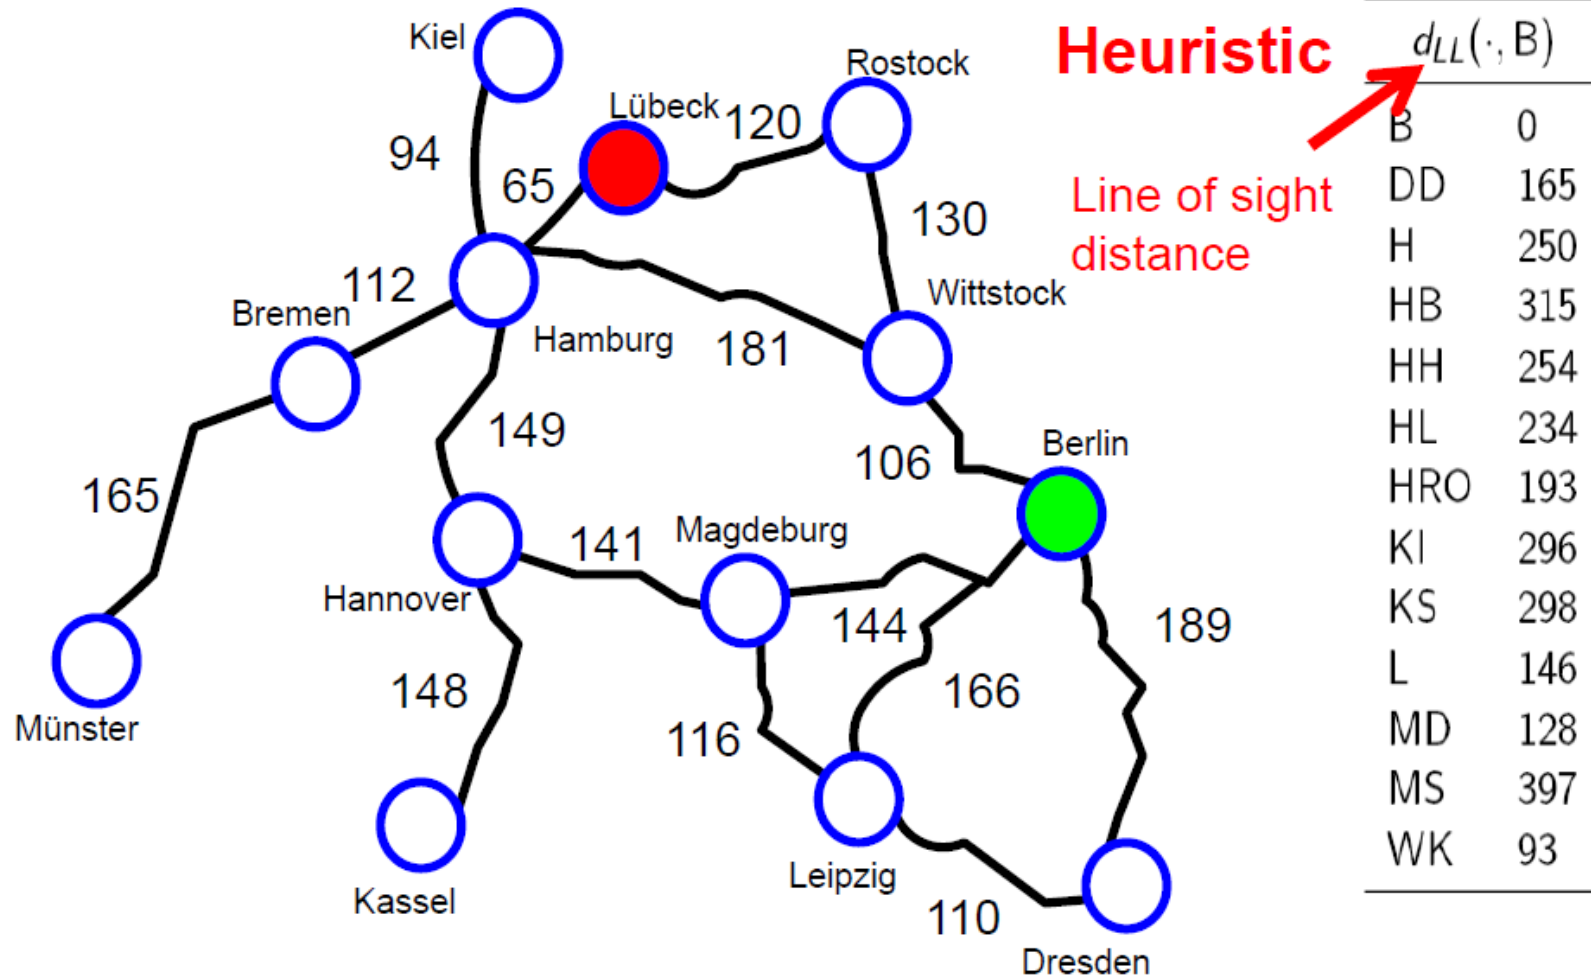 Kiel
Rostock
Heuristic
d_LL(·, B)
Lübeck
120
94
65
B 0
130
Line of sight
distance
DD 165
H 250
112
Bremen
Hamburg
181
Wittstock
HB 315
HH 254
149
106
Berlin
HL 234
165
HRO 193
141
Magdeburg
KI 296
Hannover
144
189
KS 298
148
166
L 146
Münster
116
MD 128
MS 397
Leipzig
WK 93
Kassel
110
Dresden